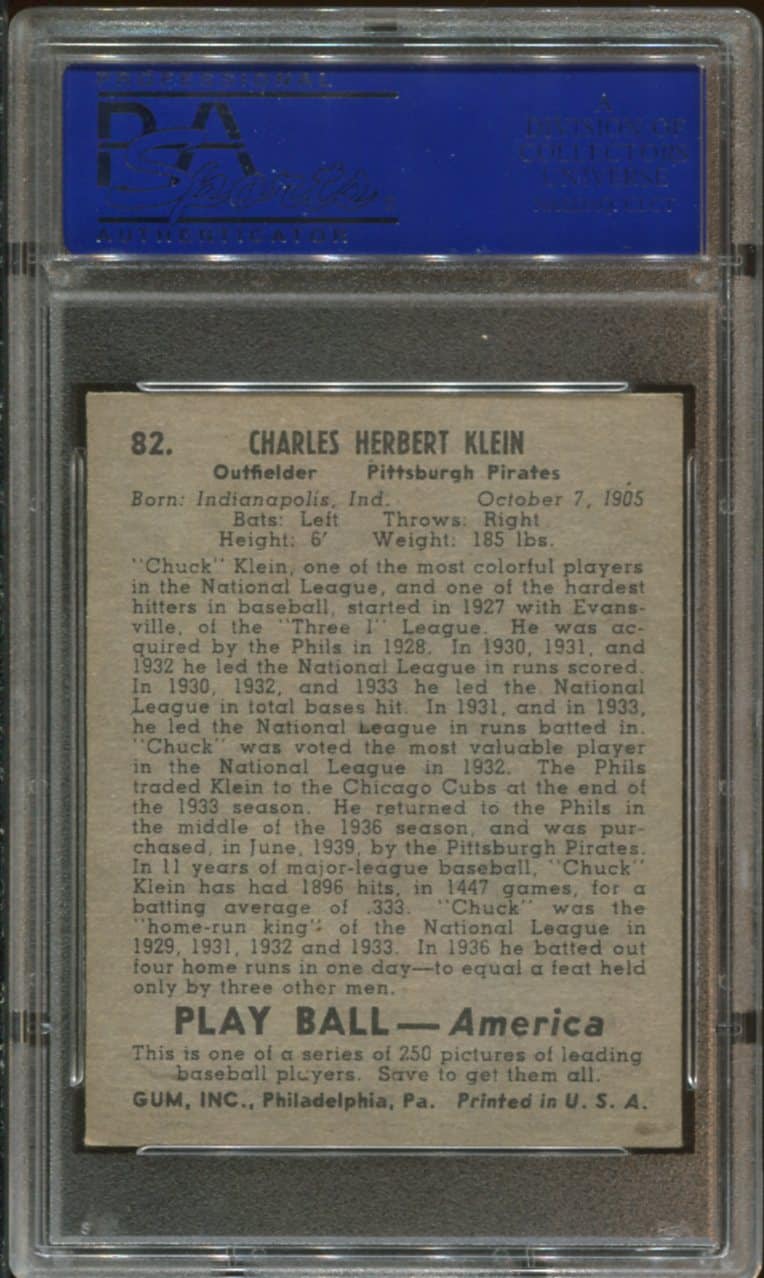 PROFESSIONAL
PSA
AUTHENTICATOR
A
DIVISION OF
COLLECTORS
UNIVERSE
82. CHARLES HERBERT KLEIN
Outfielder Pittsburgh Pirates
Born: Indianapolis, Ind. October 7, 1905
Bats: Left Throws: Right
Height: 6' Weight: 185 lbs.
"Chuck" Klein, one of the most colorful players
in the National League, and one of the hardest
hitters in baseball, started in 1927 with Evans-
ville, of the "Three I" League. He was ac-
quired by the Phils in 1928. In 1930, 1931, and
1932 he led the National League in runs scored.
In 1930, 1932, and 1933 he led the National
League in total bases hit. In 1931, and in 1933,
he led the National League in runs batted in.
"Chuck" was voted the most valuable player
in the National League in 1932. The Phils
traded Klein to the Chicago Cubs at the end of
the 1933 season. He returned to the Phils in
the middle of the 1936 season, and was pur-
chased, in June, 1939, by the Pittsburgh Pirates.
In 11 years of major-league baseball, "Chuck"
Klein has had 1896 hits, in 1447 games, for a
batting average of .333. "Chuck" was the
"home-run king" of the National League in
1929, 1931, 1932 and 1933. In 1936 he batted out
four home runs in one day—to equal a feat held
only by three other men.
PLAY BALL—America
This is one of a series of 250 pictures of leading
baseball players. Save to get them all.
GUM, INC., Philadelphia, Pa. Printed in U. S. A.